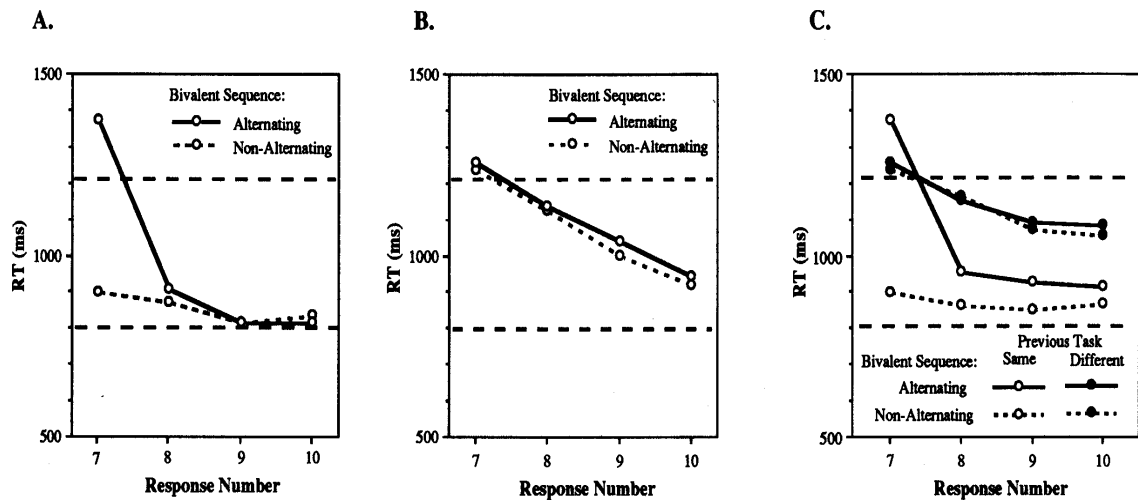 A.
1500
1000
500
RT (ms)
Bivalent Sequence:
Alternating
Non-Alternating
7 8 9 10
Response Number
B.
1500
1000
500
RT (ms)
Bivalent Sequence:
Alternating
Non-Alternating
7 8 9 10
Response Number
C.
1500
1000
500
RT (ms)
Previous Task
Bivalent Sequence: Same Different
Alternating
Non-Alternating
7 8 9 10
Response Number